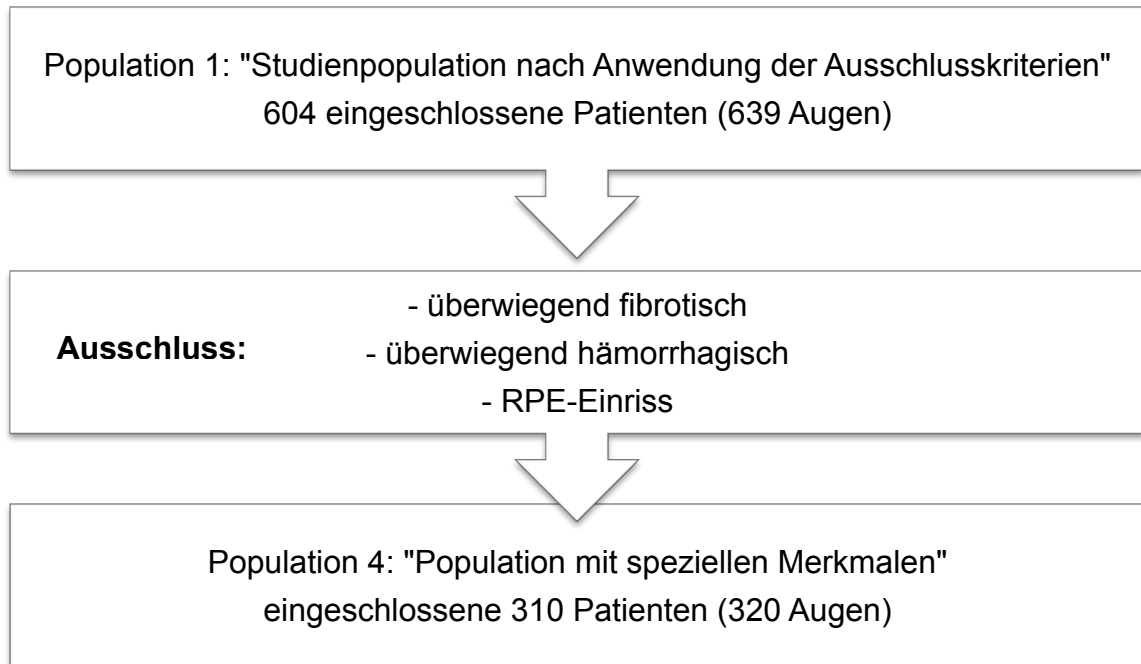 Population 1: "Studienpopulation nach Anwendung der Ausschlusskriterien"
604 eingeschlossene Patienten (639 Augen)
Ausschluss:
- überwiegend fibrotisch
- überwiegend hämorrhagisch
- RPE-Einriss
Population 4: "Population mit speziellen Merkmalen"
eingeschlossene 310 Patienten (320 Augen)